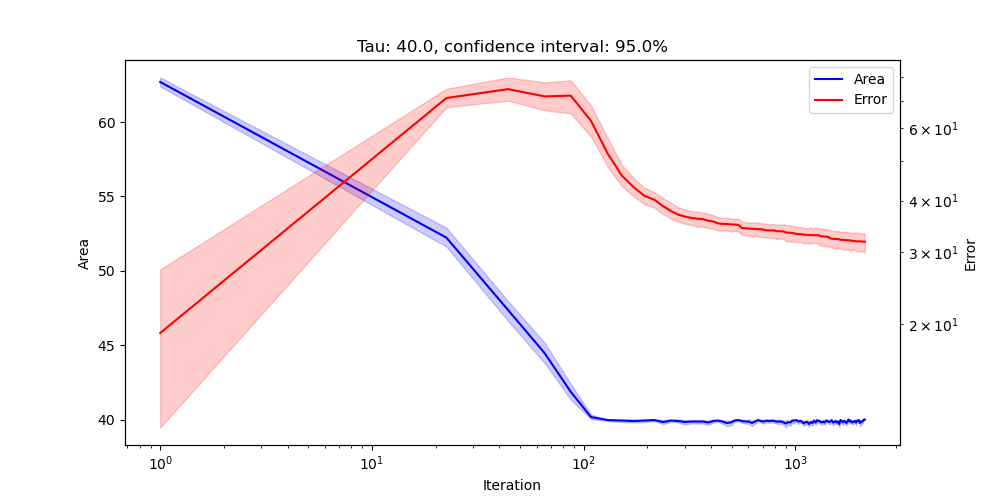 Tau: 40.0, confidence interval: 95.0%
Area
Error
60
55
50
45
40
Area
6 × 10¹
4 × 10¹
3 × 10¹
2 × 10¹
Error
10⁰
10¹
10²
10³
Iteration